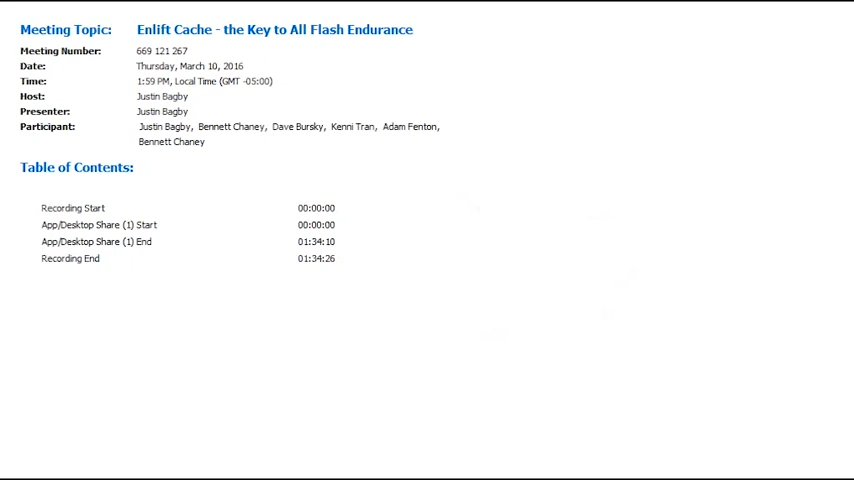 Meeting Topic: Enlift Cache - the Key to All Flash Endurance
Meeting Number: 669 121 267
Date: Thursday, March 10, 2016
Time: 1:59 PM, Local Time (GMT -05:00)
Host: Justin Bagby
Presenter: Justin Bagby
Participant: Justin Bagby, Bennett Chaney, Dave Bursky, Kenni Tran, Adam Fenton,
Bennett Chaney
Table of Contents:
Recording Start 00:00:00
App/Desktop Share (1) Start 00:00:00
App/Desktop Share (1) End 01:34:10
Recording End 01:34:26